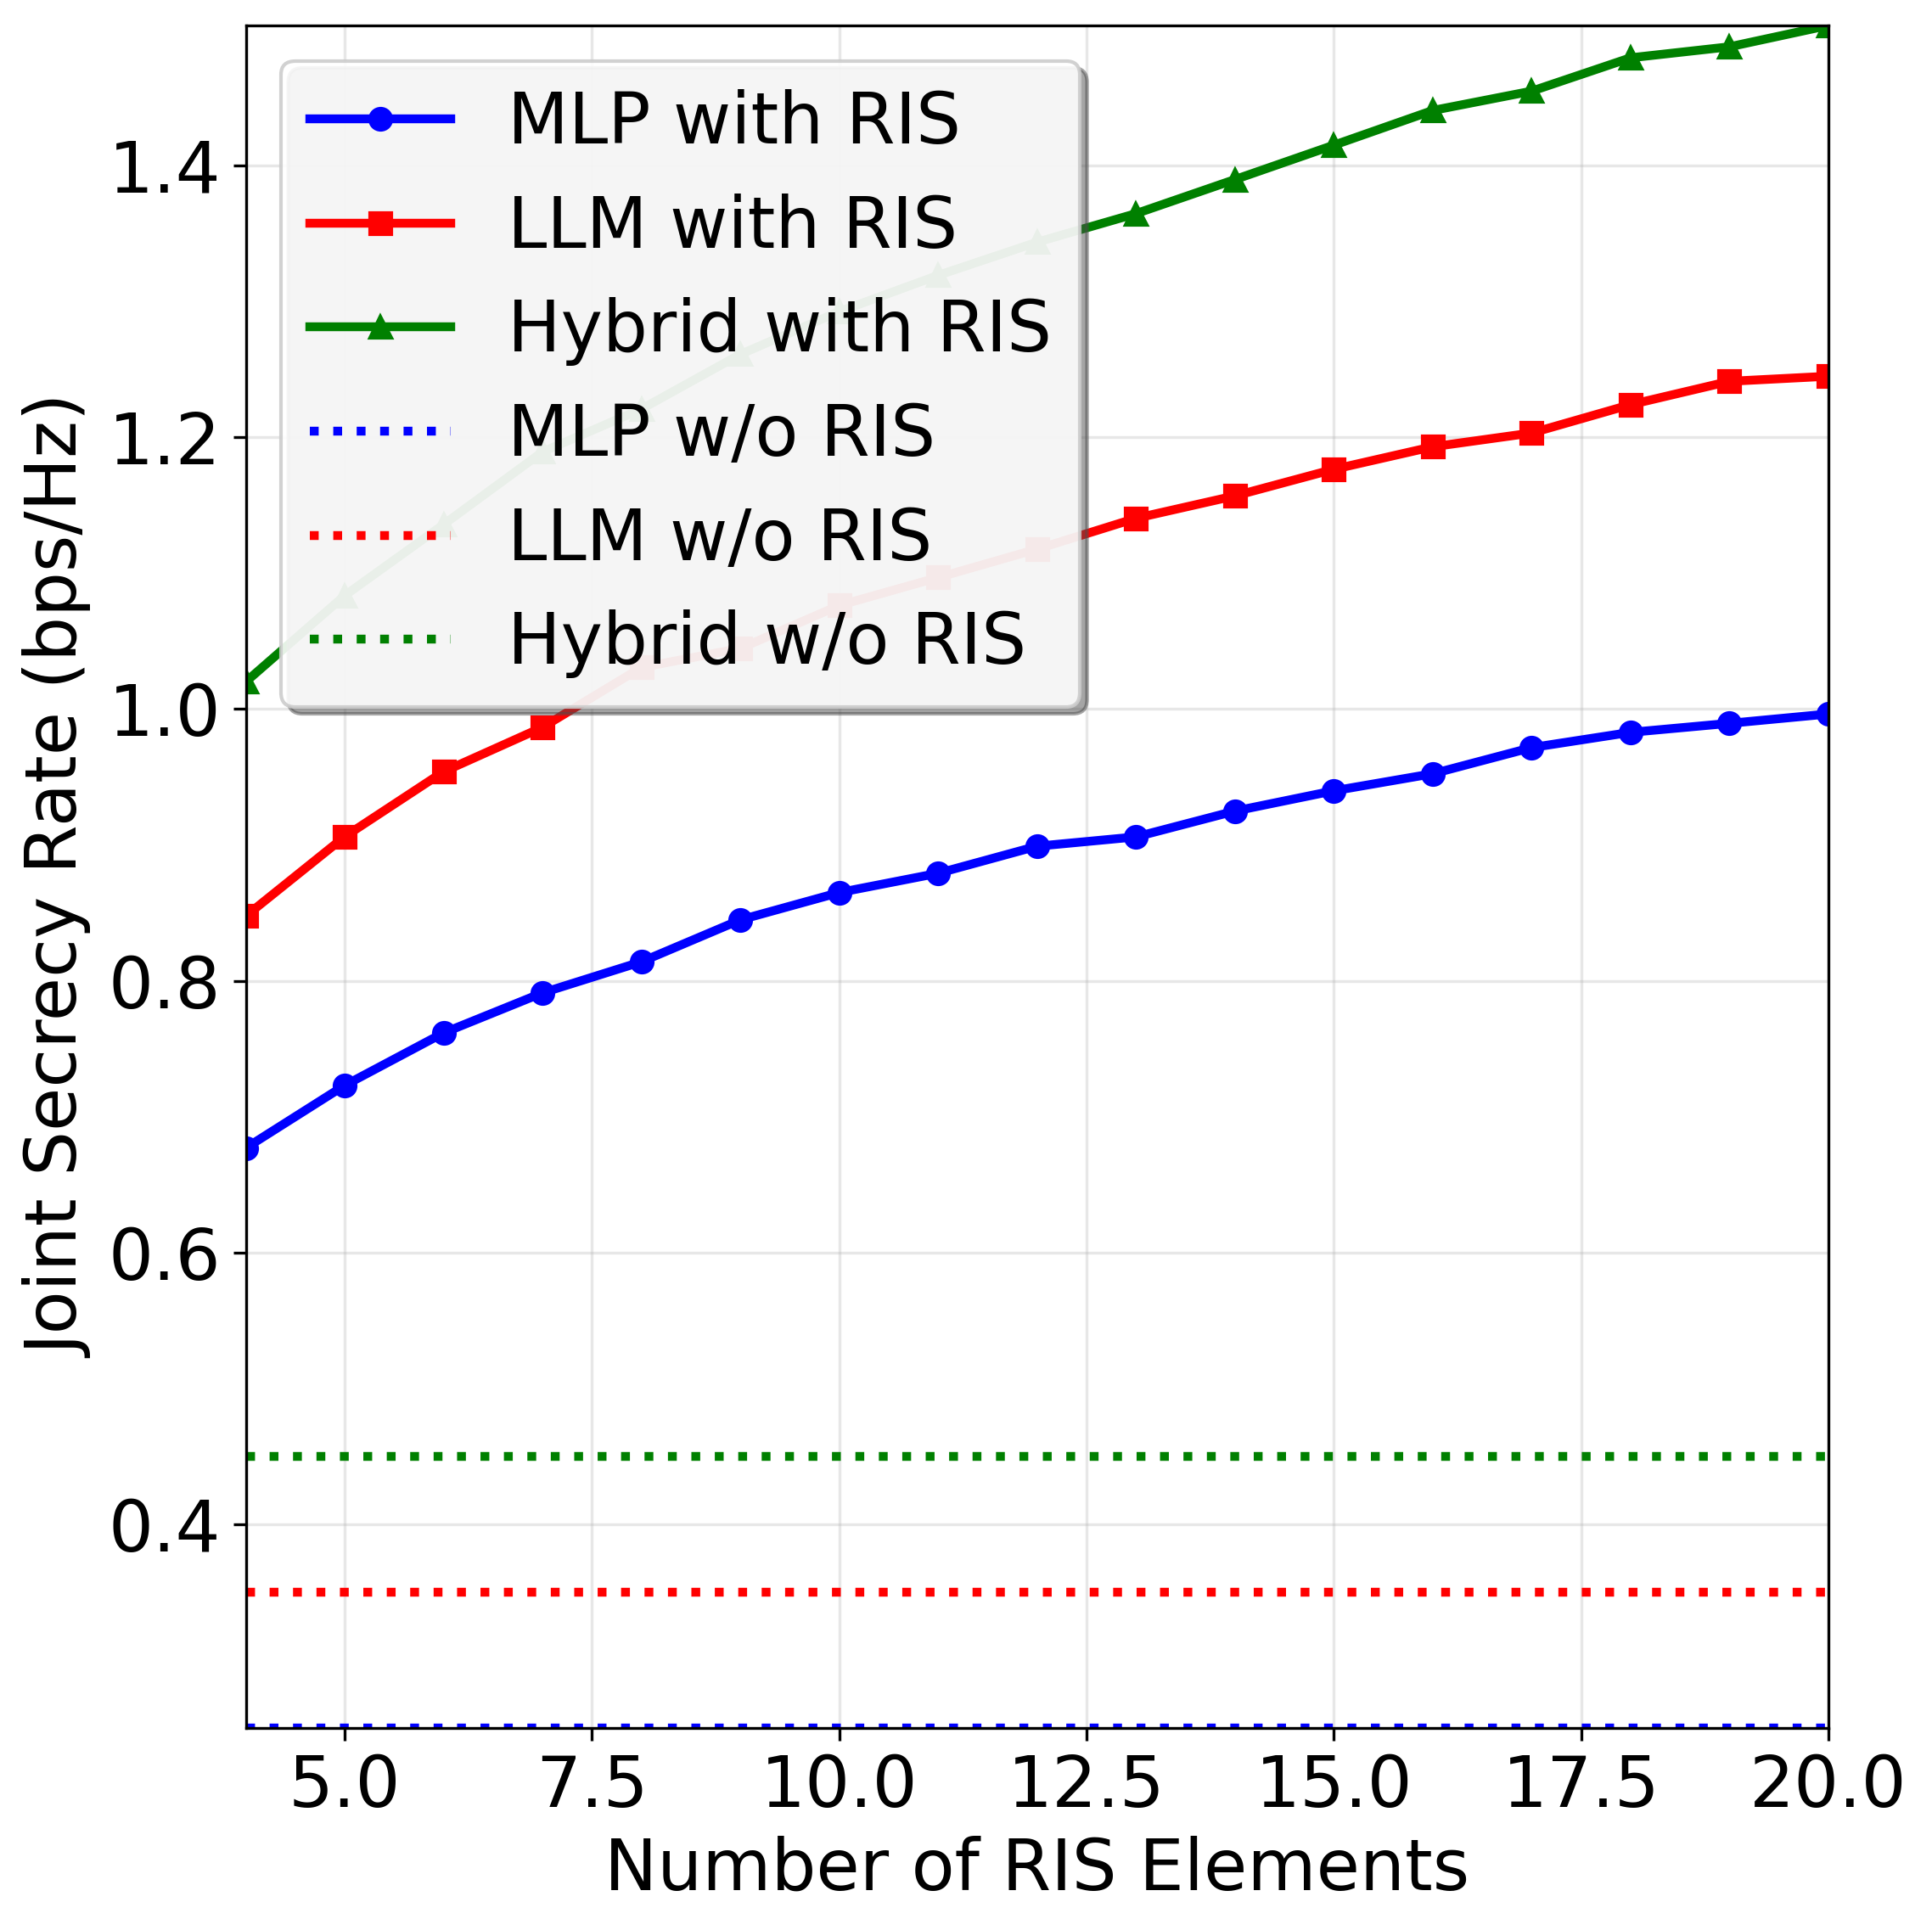 MLP with RIS
LLM with RIS
Hybrid with RIS
MLP w/o RIS
LLM w/o RIS
Hybrid w/o RIS
1.4
1.2
1.0
0.8
0.6
0.4
Joint Secrecy Rate (bps/Hz)
5.0 7.5 10.0 12.5 15.0 17.5 20.0
Number of RIS Elements